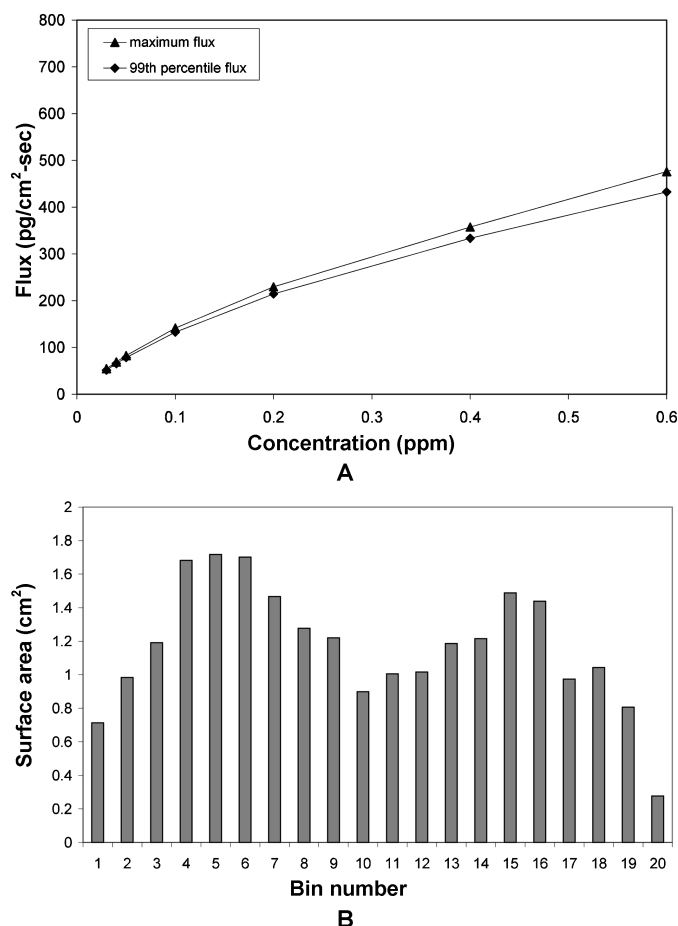 800
700
600
500
400
300
200
100
0
Flux (pg/cm²-sec)
maximum flux
99th percentile flux
0 0.1 0.2 0.3 0.4 0.5 0.6
Concentration (ppm)
A
2
1.8
1.6
1.4
1.2
1
0.8
0.6
0.4
0.2
0
Surface area (cm²)
1 2 3 4 5 6 7 8 9 10 11 12 13 14 15 16 17 18 19 20
Bin number
B